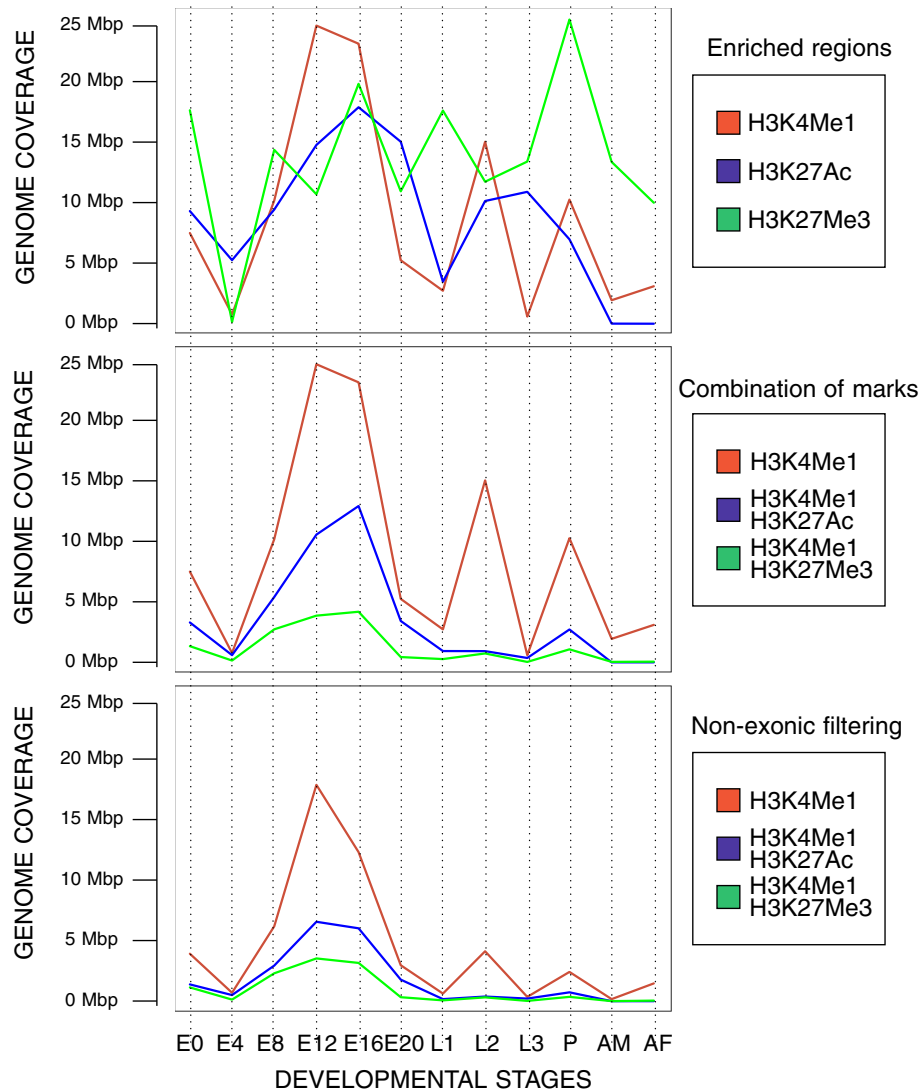 GENOME COVERAGE
25 Mbp
20 Mbp
15 Mbp
10 Mbp
5 Mbp
0 Mbp
Enriched regions
H3K4Me1
H3K27Ac
H3K27Me3
GENOME COVERAGE
25 Mbp
20 Mbp
15 Mbp
10 Mbp
5 Mbp
0 Mbp
Combination of marks
H3K4Me1
H3K4Me1
H3K27Ac
H3K4Me1
H3K27Me3
GENOME COVERAGE
25 Mbp
20 Mbp
15 Mbp
10 Mbp
5 Mbp
0 Mbp
Non-exonic filtering
H3K4Me1
H3K4Me1
H3K27Ac
H3K4Me1
H3K27Me3
E0 E4 E8 E12 E16 E20 L1 L2 L3 P AM AF
DEVELOPMENTAL STAGES